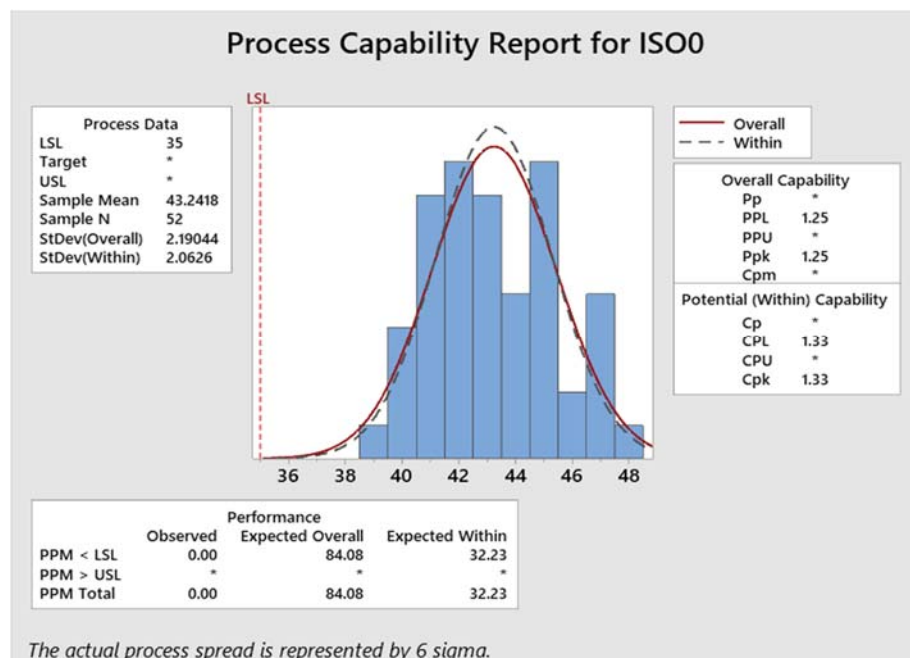 Process Capability Report for ISO0
LSL
Process Data
LSL 35
Target *
USL *
Sample Mean 43.2418
Sample N 52
StDev(Overall) 2.19044
StDev(Within) 2.0626
Overall
Within
Overall Capability
Pp *
PPL 1.25
PPU *
Ppk 1.25
Cpm *
Potential (Within) Capability
Cp *
CPL 1.33
CPU *
Cpk 1.33
36 38 40 42 44 46 48
Performance
Observed Expected Overall Expected Within
PPM < LSL 0.00 84.08 32.23
PPM > USL * * *
PPM Total 0.00 84.08 32.23
The actual process spread is represented by 6 sigma.